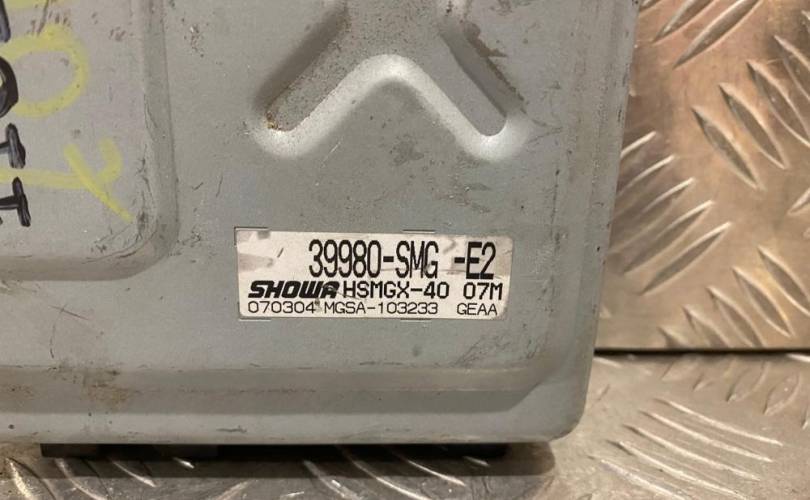 39980-SMG -E2
SHOWA HSMGX-40 07M
070304 MGSA-103233 GEAA